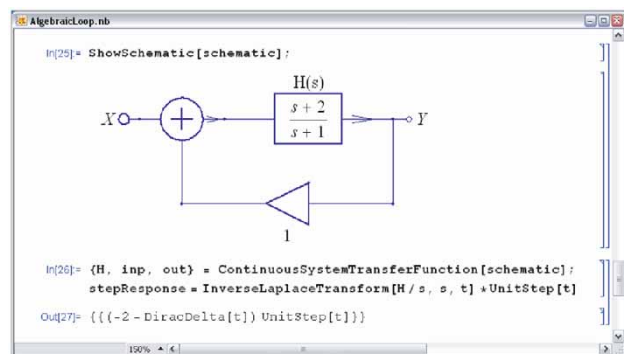 AlgebraicLoop.nb
In[25]:= ShowSchematic[schematic];
H(s)
X
+
s + 2
s + 1
Y
1
In[26]:= {H, inp, out} = ContinuousSystemTransferFunction[schematic];
stepResponse = InverseLaplaceTransform[H / s, s, t] *UnitStep[t]
Out[27]= {{(-2 - DiracDelta[t]) UnitStep[t]}}
150%